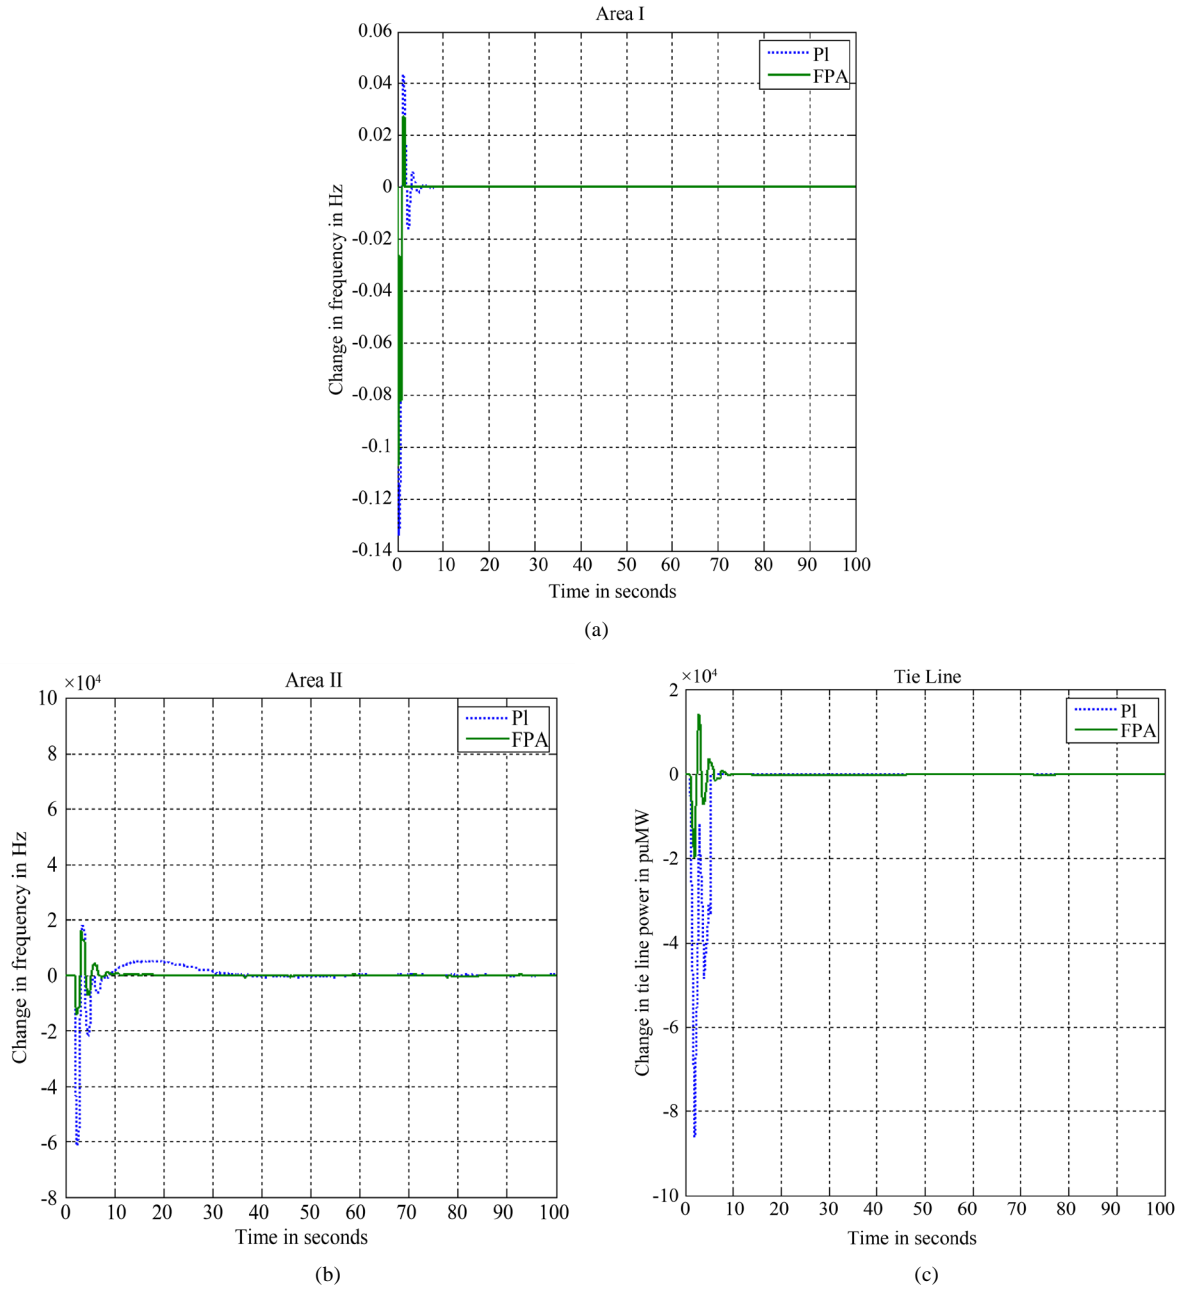 Area I
0.06
0.04
0.02
0
-0.02
-0.04
-0.06
-0.08
-0.1
-0.12
-0.14
Change in frequency in Hz
Pl
FPA
0 10 20 30 40 50 60 70 80 90 100
Time in seconds
(a)
×10⁴
Area II
10
8
6
4
2
0
-2
-4
-6
-8
Change in frequency in Hz
Pl
FPA
0 10 20 30 40 50 60 70 80 90 100
Time in seconds
(b)
×10⁴
Tie Line
2
0
-2
-4
-6
-8
-10
Change in tie line power in puMW
Pl
FPA
0 10 20 30 40 50 60 70 80 90 100
Time in seconds
(c)